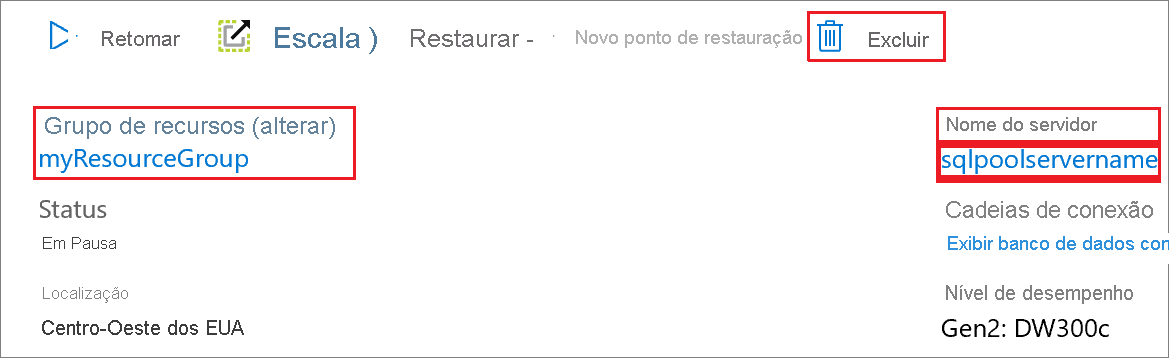 Retomar
Escala )
Restaurar -
Novo ponto de restauração
Excluir
Grupo de recursos (alterar)
myResourceGroup
Nome do servidor
sqlpoolservername
Status
Em Pausa
Cadeias de conexão
Exibir banco de dados con
Localização
Centro-Oeste dos EUA
Nível de desempenho
Gen2: DW300c